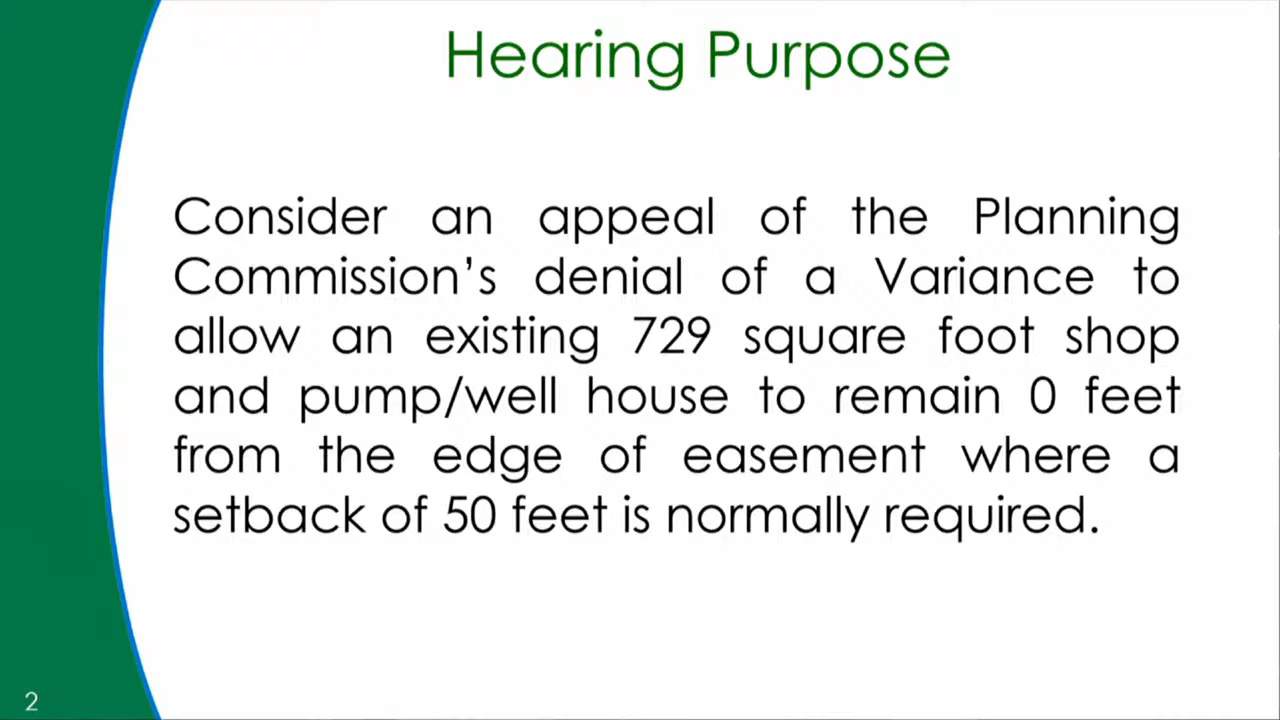 Hearing Purpose
Consider an appeal of the Planning
Commission’s denial of a Variance to
allow an existing 729 square foot shop
and pump/well house to remain 0 feet
from the edge of easement where a
setback of 50 feet is normally required.
2